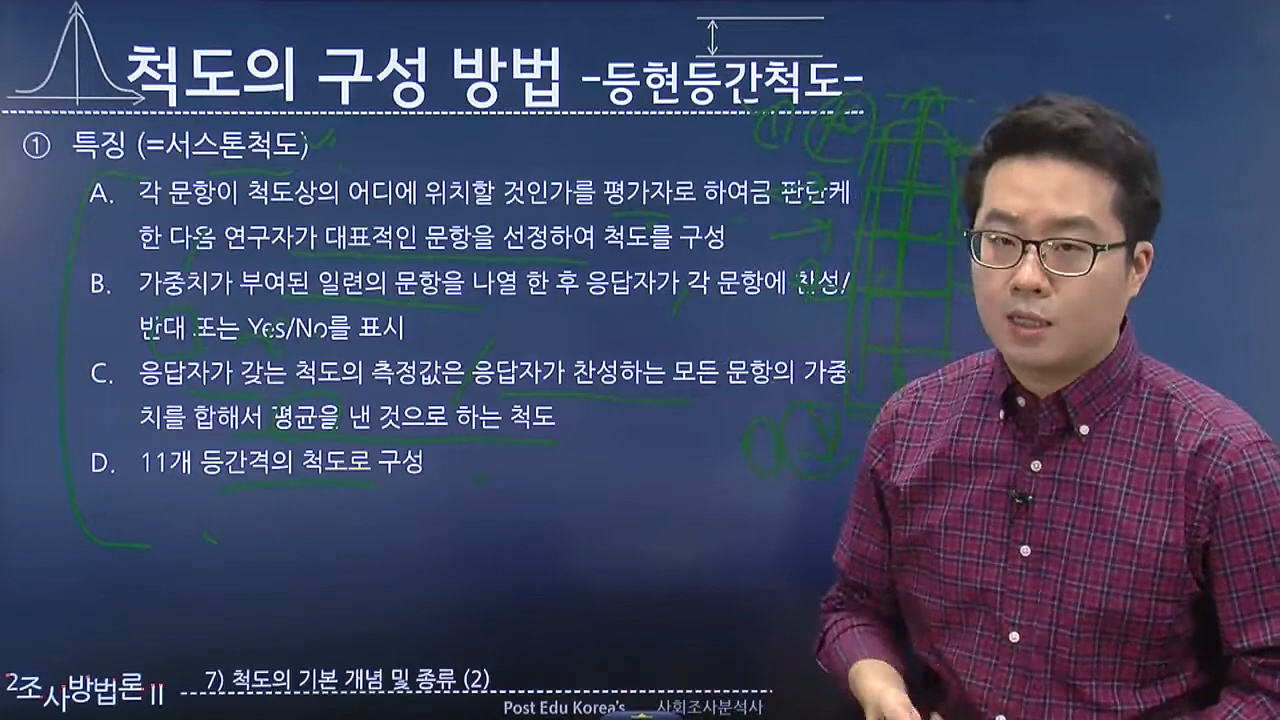 척도의 구성 방법 -등현등간척도-
① 특징 (=서스톤척도)
A. 각 문항이 척도상의 어디에 위치할 것인가를 평가자로 하여금 판단케
한 다음 연구자가 대표적인 문항을 선정하여 척도를 구성
B. 가중치가 부여된 일련의 문항을 나열 한 후 응답자가 각 문항에 찬성/
반대 또는 Yes/No를 표시
C. 응답자가 갖는 척도의 측정값은 응답자가 찬성하는 모든 문항의 가중
치를 합해서 평균을 낸 것으로 하는 척도
D. 11개 등간격의 척도로 구성
2조사방법론 II
7) 척도의 기본 개념 및 종류 (2)
Post Edu Korea's 사회조사분석사